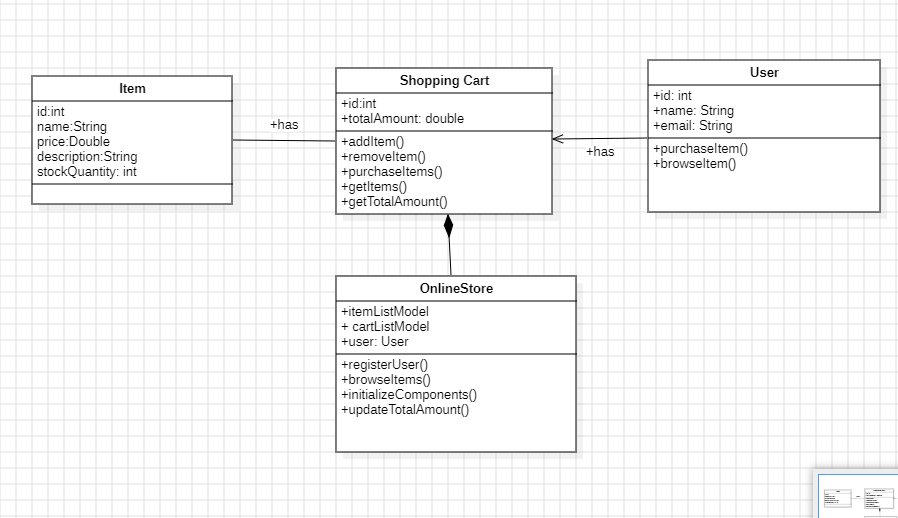 Item
id:int
name:String
price:Double
description:String
stockQuantity: int
+has
Shopping Cart
+id:int
+totalAmount: double
+addItem()
+removeItem()
+purchaseItems()
+getItems()
+getTotalAmount()
+has
User
+id: int
+name: String
+email: String
+purchaseItem()
+browseItem()
OnlineStore
+itemListModel
+ cartListModel
+user: User
+registerUser()
+browseItems()
+initializeComponents()
+updateTotalAmount()